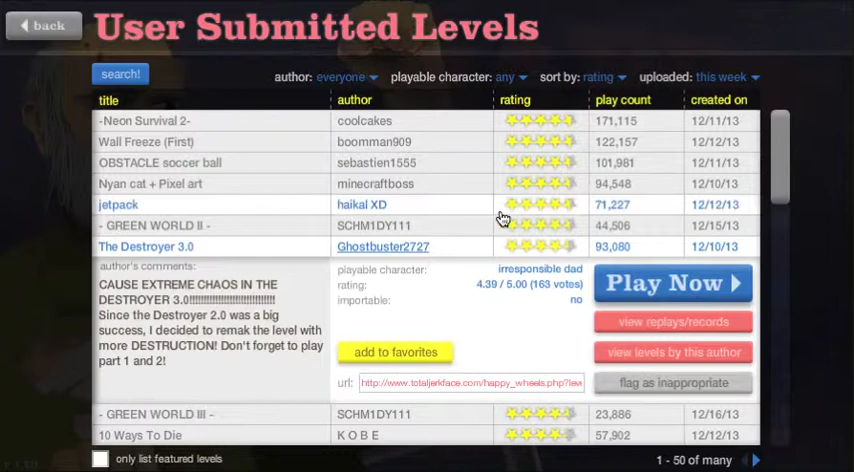 back
User Submitted Levels
search!
author: everyone playable character: any sort by: rating uploaded: this week
title author rating play count created on
-Neon Survival 2- coolcakes 171,115 12/11/13
Wall Freeze (First) boomman909 122,157 12/12/13
OBSTACLE soccer ball sebastien1555 101,981 12/11/13
Nyan cat + Pixel art minecraftboss 94,548 12/10/13
jetpack haikal XD 71,227 12/12/13
- GREEN WORLD II - SCHM1DY111 44,506 12/15/13
The Destroyer 3.0 Ghostbuster2727 93,080 12/10/13
author's comments:
CAUSE EXTREME CHAOS IN THE
DESTROYER 3.0!!!!!!!!!!!!!!!!!!!!!!!!!!!!!!
Since the Destroyer 2.0 was a big
success, I decided to remak the level with
more DESTRUCTION! Don't forget to play
part 1 and 2!
playable character: irresponsible dad
rating: 4.39 / 5.00 (163 votes)
importable: no
add to favorites
url: http://www.totaljerkface.com/happy_wheels.php?lev
Play Now
view replays/records
view levels by this author
flag as inappropriate
- GREEN WORLD III - SCHM1DY111 23,886 12/16/13
10 Ways To Die K O B E 57,902 12/12/13
only list featured levels
1 - 50 of many